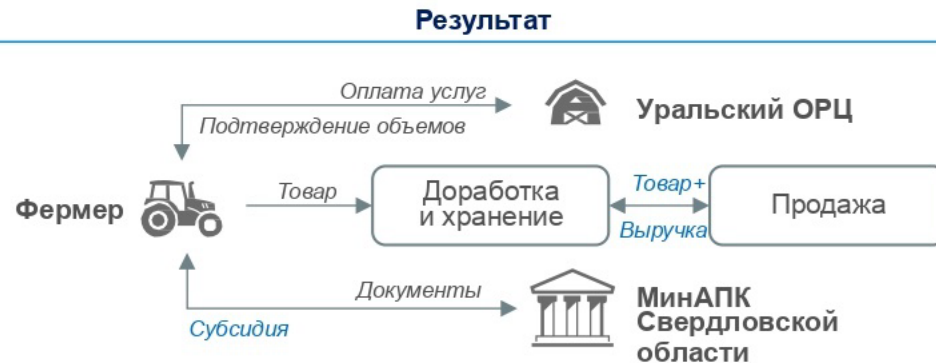 Результат
Оплата услуг
Подтверждение объемов
Уральский ОРЦ
Фермер
Товар
Доработка
и хранение
Товар+
Выручка
Продажа
Документы
Субсидия
МинАПК
Свердловской
области